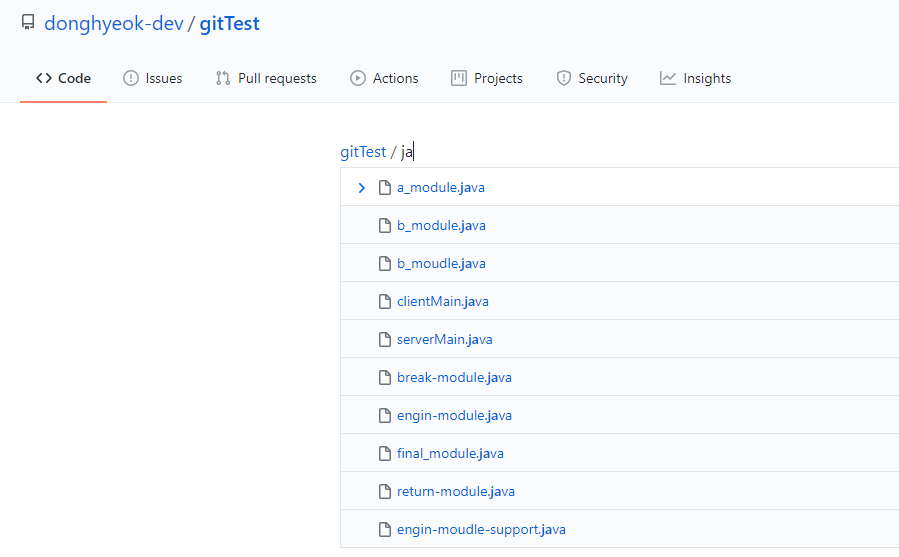 donghyeok-dev / gitTest
Code Issues Pull requests Actions Projects Security Insights
gitTest / ja
a_module.java
b_module.java
b_moudle.java
clientMain.java
serverMain.java
break-module.java
engin-module.java
final_module.java
return-module.java
engin-moudle-support.java